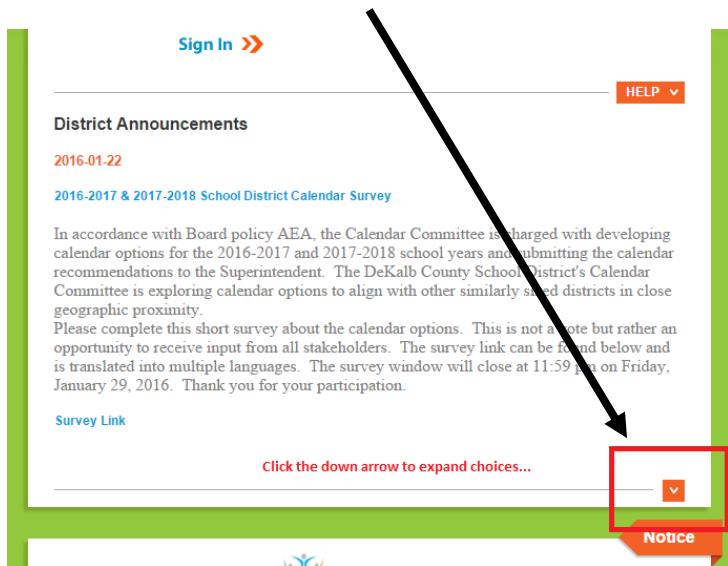 Sign In
HELP
District Announcements
2016-01-22
2016-2017 & 2017-2018 School District Calendar Survey
In accordance with Board policy AEA, the Calendar Committee is charged with developing
calendar options for the 2016-2017 and 2017-2018 school years and submitting the calendar
recommendations to the Superintendent. The DeKalb County School District's Calendar
Committee is exploring calendar options to align with other similarly sized districts in close
geographic proximity.
Please complete this short survey about the calendar options. This is not a vote but rather an
opportunity to receive input from all stakeholders. The survey link can be found below and
is translated into multiple languages. The survey window will close at 11:59 pm on Friday,
January 29, 2016. Thank you for your participation.
Survey Link
Click the down arrow to expand choices...
Notice